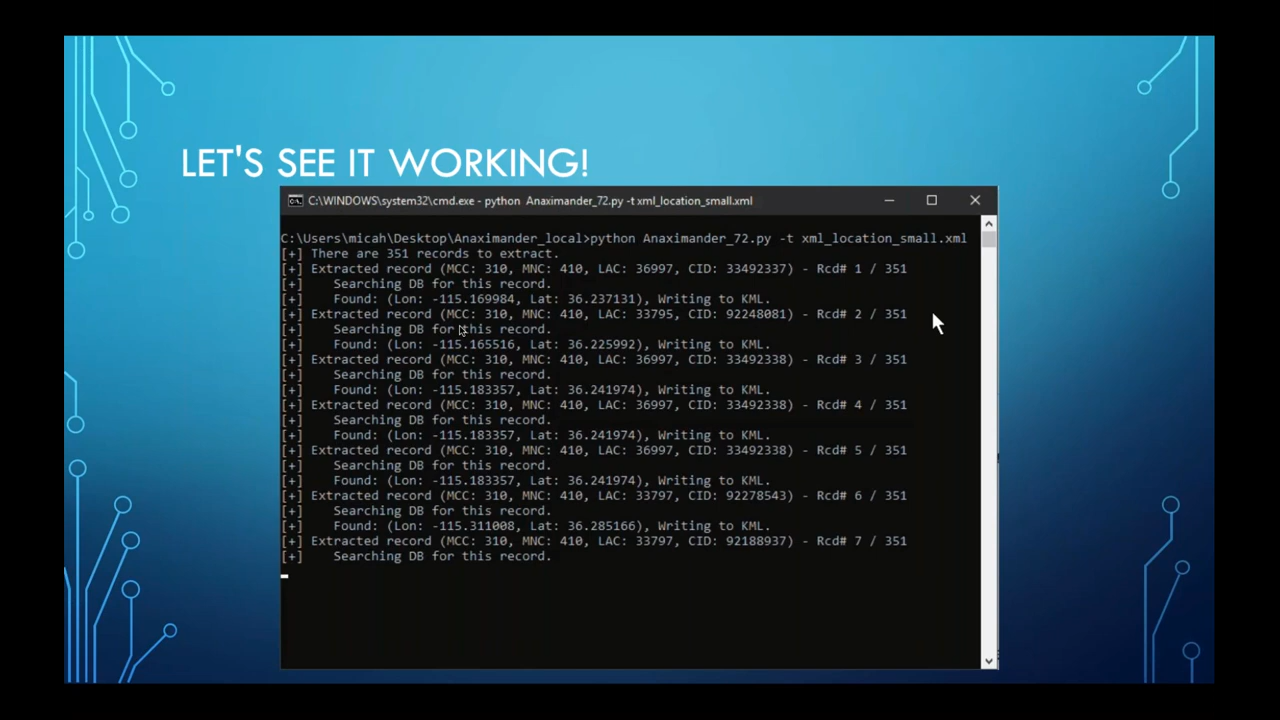 LET'S SEE IT WORKING!
C:\WINDOWS\system32\cmd.exe - python Anaximander_72.py -t xml_location_small.xml
C:\Users\micah\Desktop\Anaximander_local>python Anaximander_72.py -t xml_location_small.xml
[+] There are 351 records to extract.
[+] Extracted record (MCC: 310, MNC: 410, LAC: 36997, CID: 33492337) - Rcd# 1 / 351
[+]    Searching DB for this record.
[+]    Found: (Lon: -115.169984, Lat: 36.237131), Writing to KML.
[+] Extracted record (MCC: 310, MNC: 410, LAC: 33795, CID: 92248081) - Rcd# 2 / 351
[+]    Searching DB for this record.
[+]    Found: (Lon: -115.165516, Lat: 36.225992), Writing to KML.
[+] Extracted record (MCC: 310, MNC: 410, LAC: 36997, CID: 33492338) - Rcd# 3 / 351
[+]    Searching DB for this record.
[+]    Found: (Lon: -115.183357, Lat: 36.241974), Writing to KML.
[+] Extracted record (MCC: 310, MNC: 410, LAC: 36997, CID: 33492338) - Rcd# 4 / 351
[+]    Searching DB for this record.
[+]    Found: (Lon: -115.183357, Lat: 36.241974), Writing to KML.
[+] Extracted record (MCC: 310, MNC: 410, LAC: 36997, CID: 33492338) - Rcd# 5 / 351
[+]    Searching DB for this record.
[+]    Found: (Lon: -115.183357, Lat: 36.241974), Writing to KML.
[+] Extracted record (MCC: 310, MNC: 410, LAC: 33797, CID: 92278543) - Rcd# 6 / 351
[+]    Searching DB for this record.
[+]    Found: (Lon: -115.311008, Lat: 36.285166), Writing to KML.
[+] Extracted record (MCC: 310, MNC: 410, LAC: 33797, CID: 92188937) - Rcd# 7 / 351
[+]    Searching DB for this record.